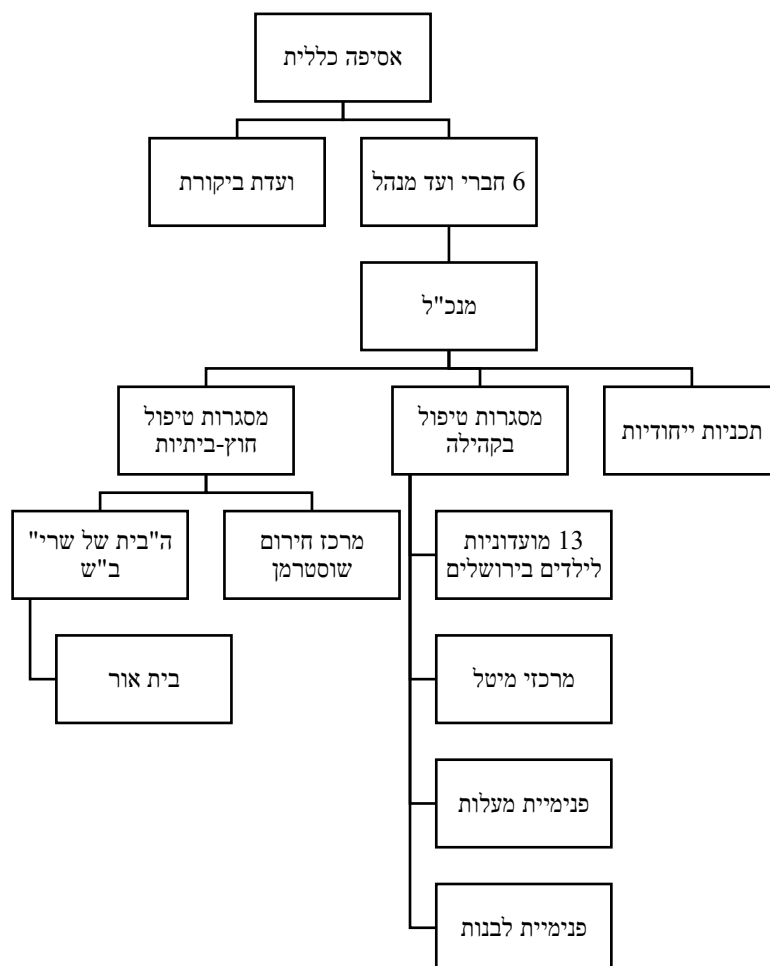 אסיפה כללית
6 חברי ועד מנהל
ועדת ביקורת
מנכ"ל
תכניות ייחודיות
מסגרות טיפול
בקהילה
מסגרות טיפול
חוץ-ביתיות
13 מועדוניות
לילדים בירושלים
מרכזי מיטל
פנימיית מעלות
פנימיית לבנות
מרכז חירום
שוסטרמן
ה"בית של שרי"
ב"ש
בית אור